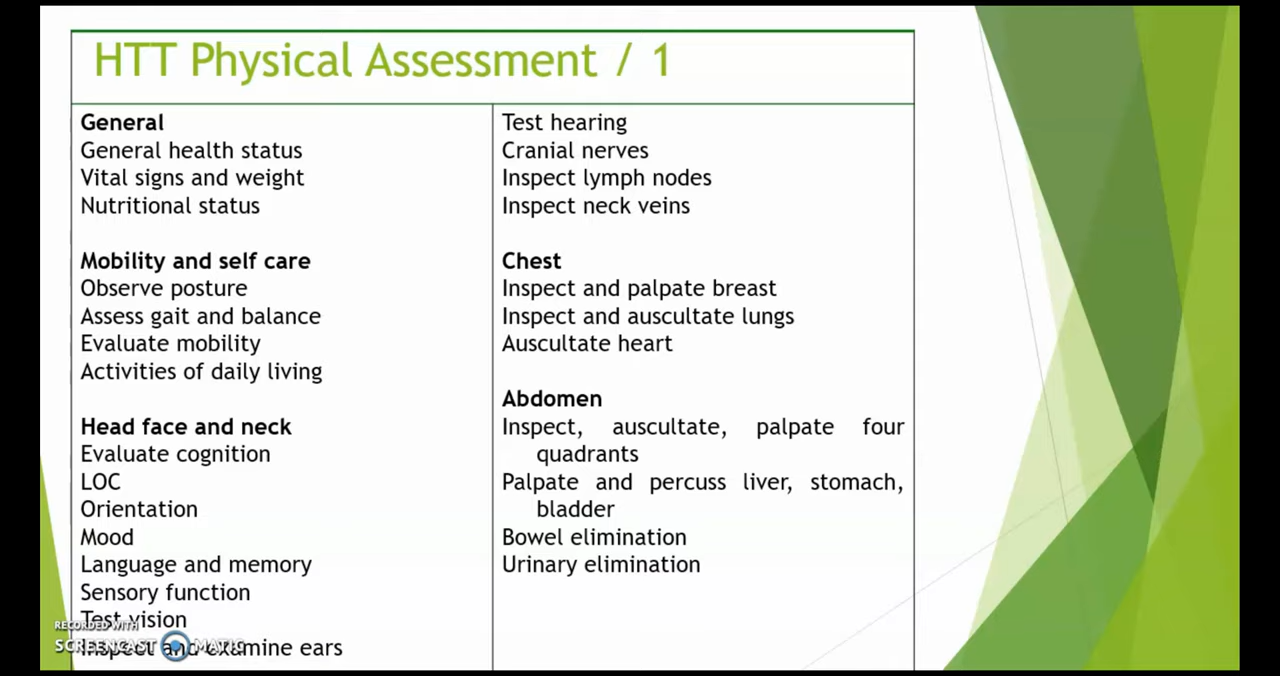 HTT Physical Assessment / 1
General
General health status
Vital signs and weight
Nutritional status
Mobility and self care
Observe posture
Assess gait and balance
Evaluate mobility
Activities of daily living
Head face and neck
Evaluate cognition
LOC
Orientation
Mood
Language and memory
Sensory function
Test vision
Inspect and examine ears
Test hearing
Cranial nerves
Inspect lymph nodes
Inspect neck veins
Chest
Inspect and palpate breast
Inspect and auscultate lungs
Auscultate heart
Abdomen
Inspect, auscultate, palpate four
quadrants
Palpate and percuss liver, stomach,
bladder
Bowel elimination
Urinary elimination
RECORDED WITH
SCREENCAST MATIC